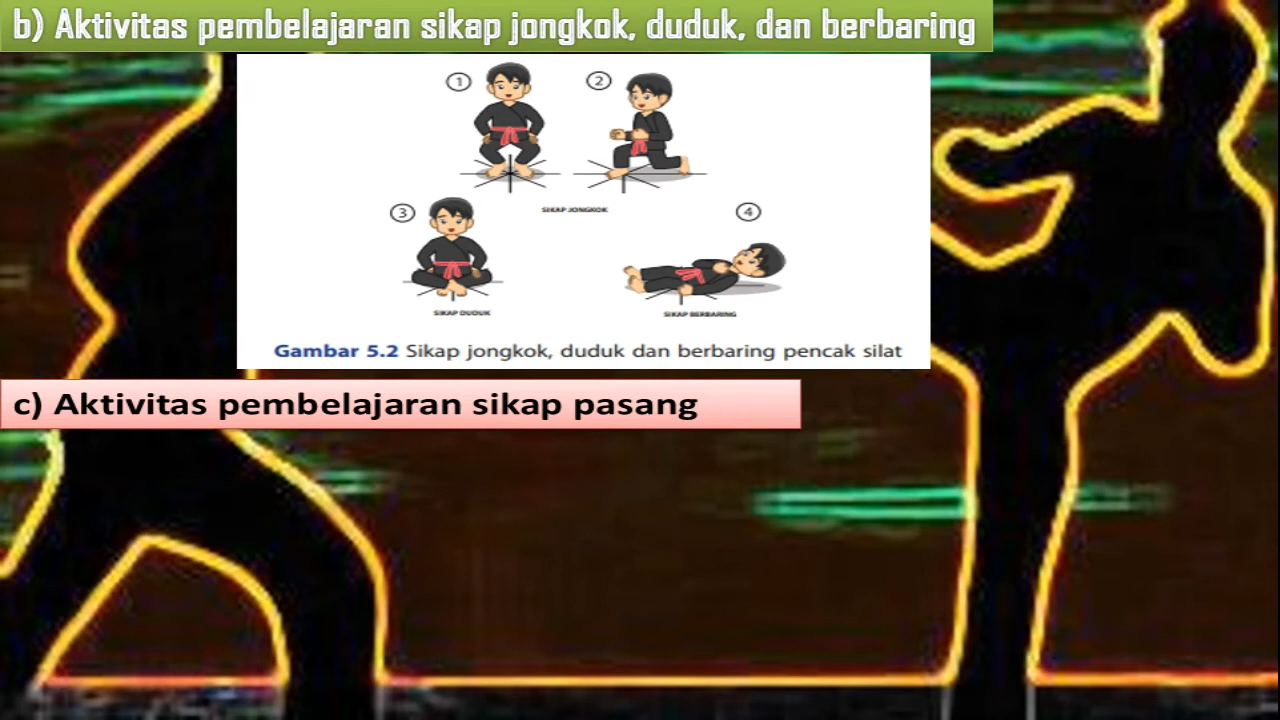 b) Aktivitas pembelajaran sikap jongkok, duduk, dan berbaring
1
2
SIKAP JONGKOK
3
4
SIKAP DUDUK
SIKAP BERBARING
Gambar 5.2 Sikap jongkok, duduk dan berbaring pencak silat
c) Aktivitas pembelajaran sikap pasang